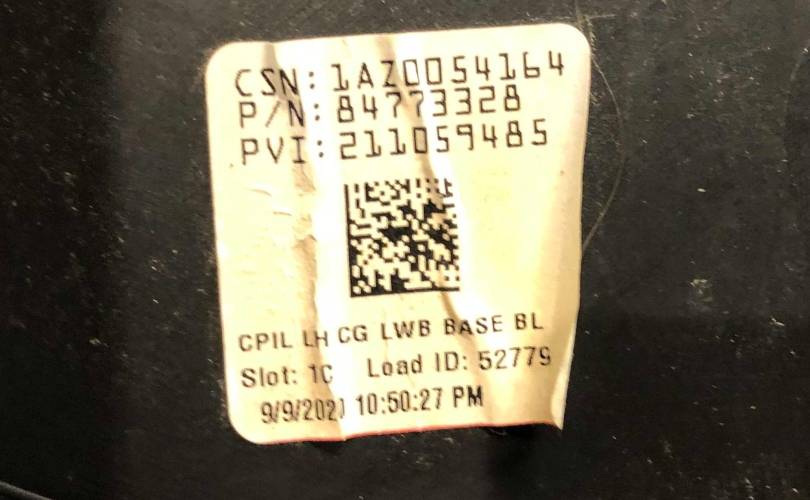 CSN: 1AZ0054164
P/N: 84773328
PVI: 211059485
CPIL LH CG LWB BASE BL
Slot: 1C Load ID: 52779
10:50:27 PM